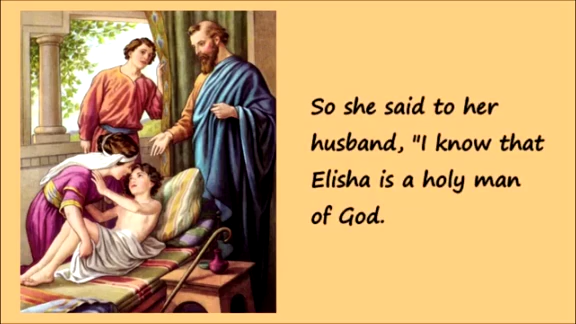 So she said to her
husband, "I know that
Elisha is a holy man
of God.